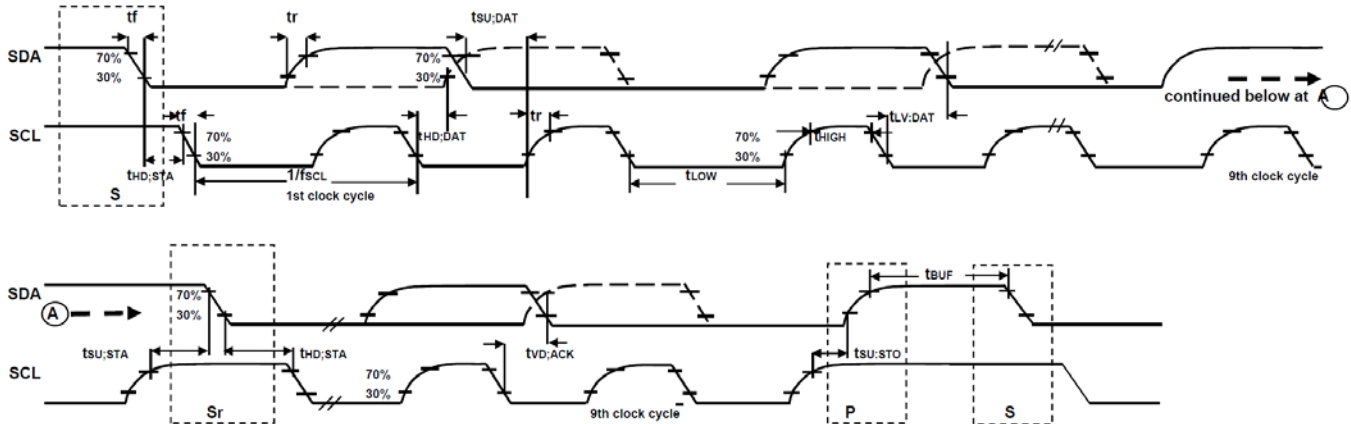 tf
tr
tSU;DAT
SDA
70%
30%
70%
30%
continued below at A
SCL
tf
70%
30%
tHD;DAT
tr
70%
30%
tHIGH
tLV;DAT
tHD;STA
1/fSCL
tLOW
S
1st clock cycle
9th clock cycle
tBUF
SDA
A
70%
30%
tSU;STA
tHD;STA
tVD;ACK
tSU:STO
SCL
70%
30%
Sr
9th clock cycle
P
S